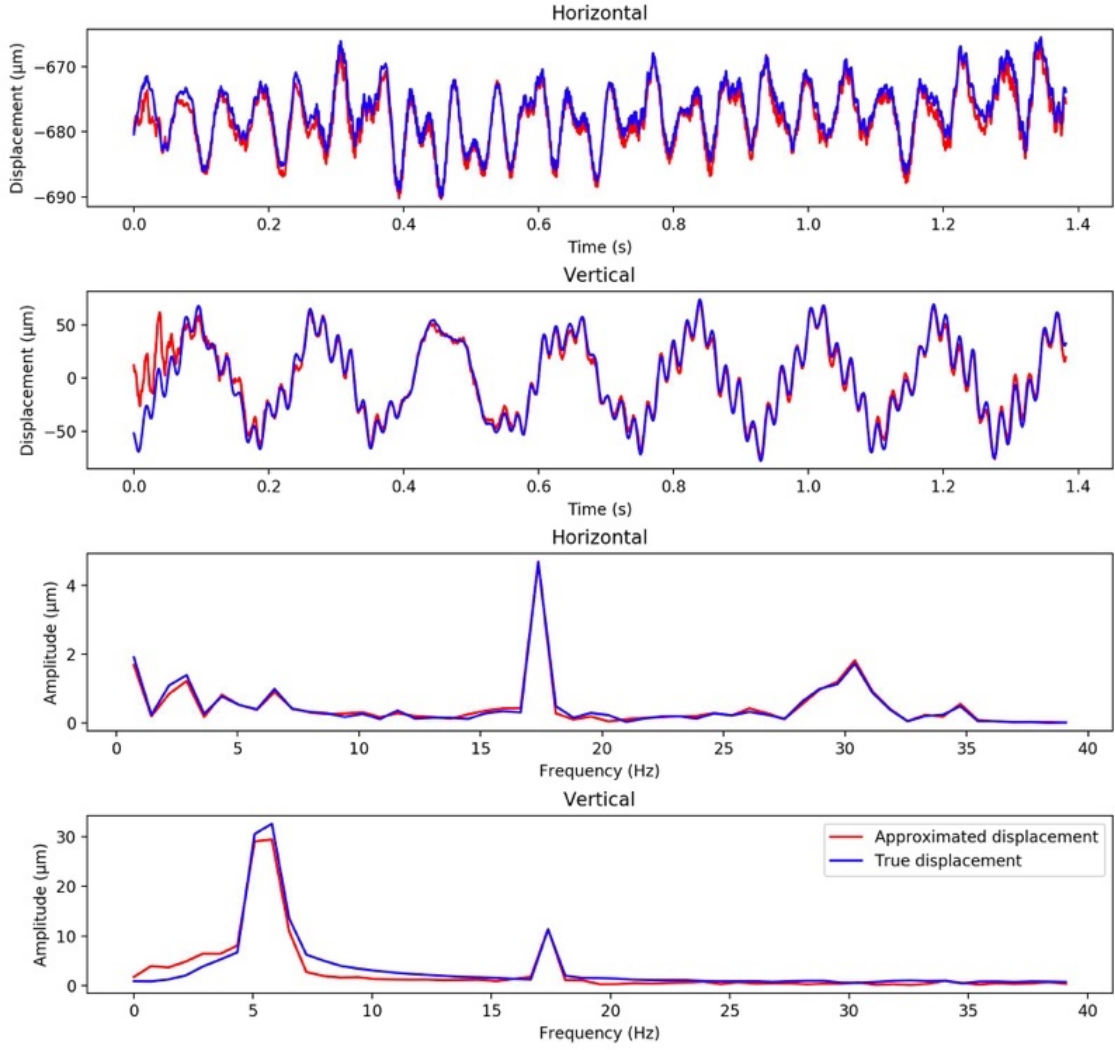 Horizontal
Displacement (μm)
−670
−680
−690
0.0 0.2 0.4 0.6 0.8 1.0 1.2 1.4
Time (s)
Vertical
Displacement (μm)
50
0
−50
0.0 0.2 0.4 0.6 0.8 1.0 1.2 1.4
Time (s)
Horizontal
Amplitude (μm)
4
2
0
0 5 10 15 20 25 30 35 40
Frequency (Hz)
Vertical
Amplitude (μm)
30
20
10
0
Approximated displacement
True displacement
0 5 10 15 20 25 30 35 40
Frequency (Hz)